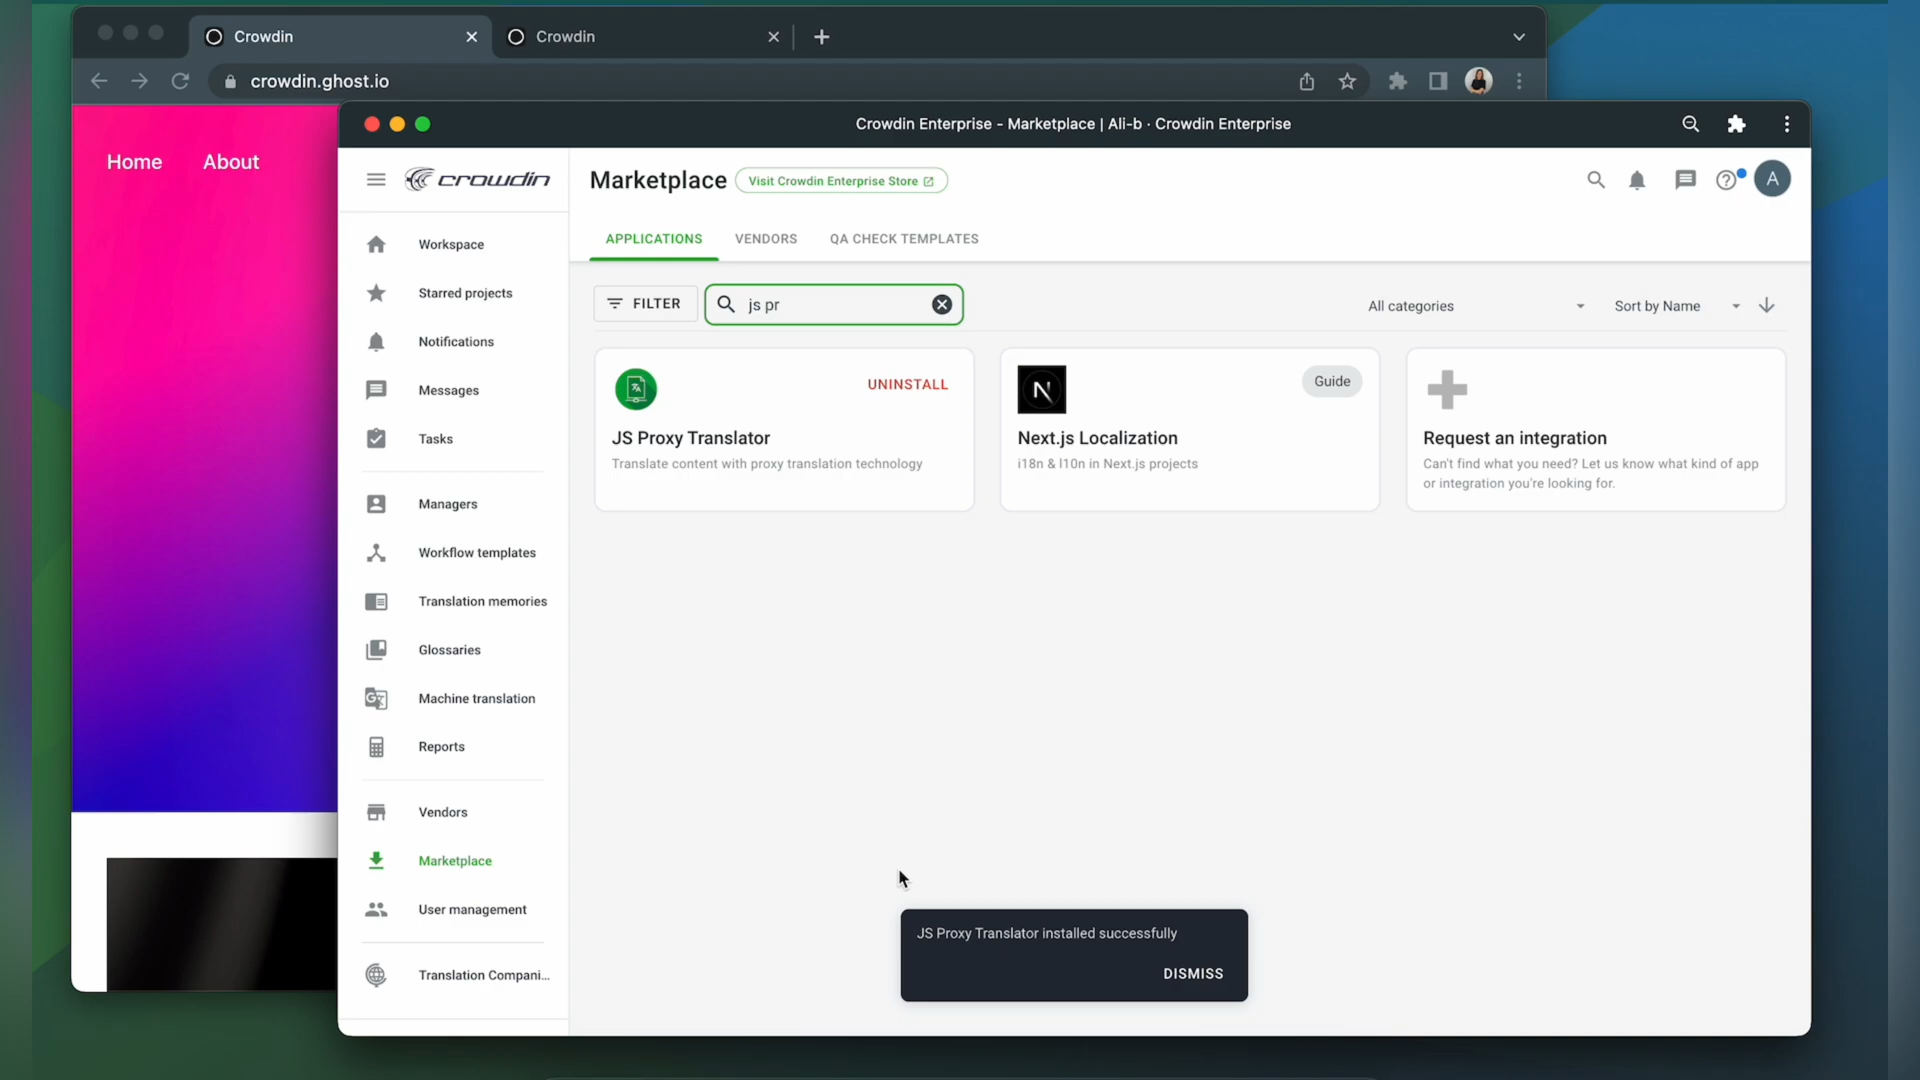 Crowdin
Crowdin
crowdin.ghost.io
Home
About
Crowdin Enterprise - Marketplace | Ali-b · Crowdin Enterprise
crowdin
Marketplace
Visit Crowdin Enterprise Store
A
APPLICATIONS
VENDORS
QA CHECK TEMPLATES
FILTER
js pr
All categories
Sort by Name
Workspace
Starred projects
Notifications
Messages
Tasks
Managers
Workflow templates
Translation memories
Glossaries
Machine translation
Reports
Vendors
Marketplace
User management
Translation Compani...
UNINSTALL
JS Proxy Translator
Translate content with proxy translation technology
N
Guide
Next.js Localization
i18n & l10n in Next.js projects
Request an integration
Can't find what you need? Let us know what kind of app
or integration you're looking for.
JS Proxy Translator installed successfully
DISMISS